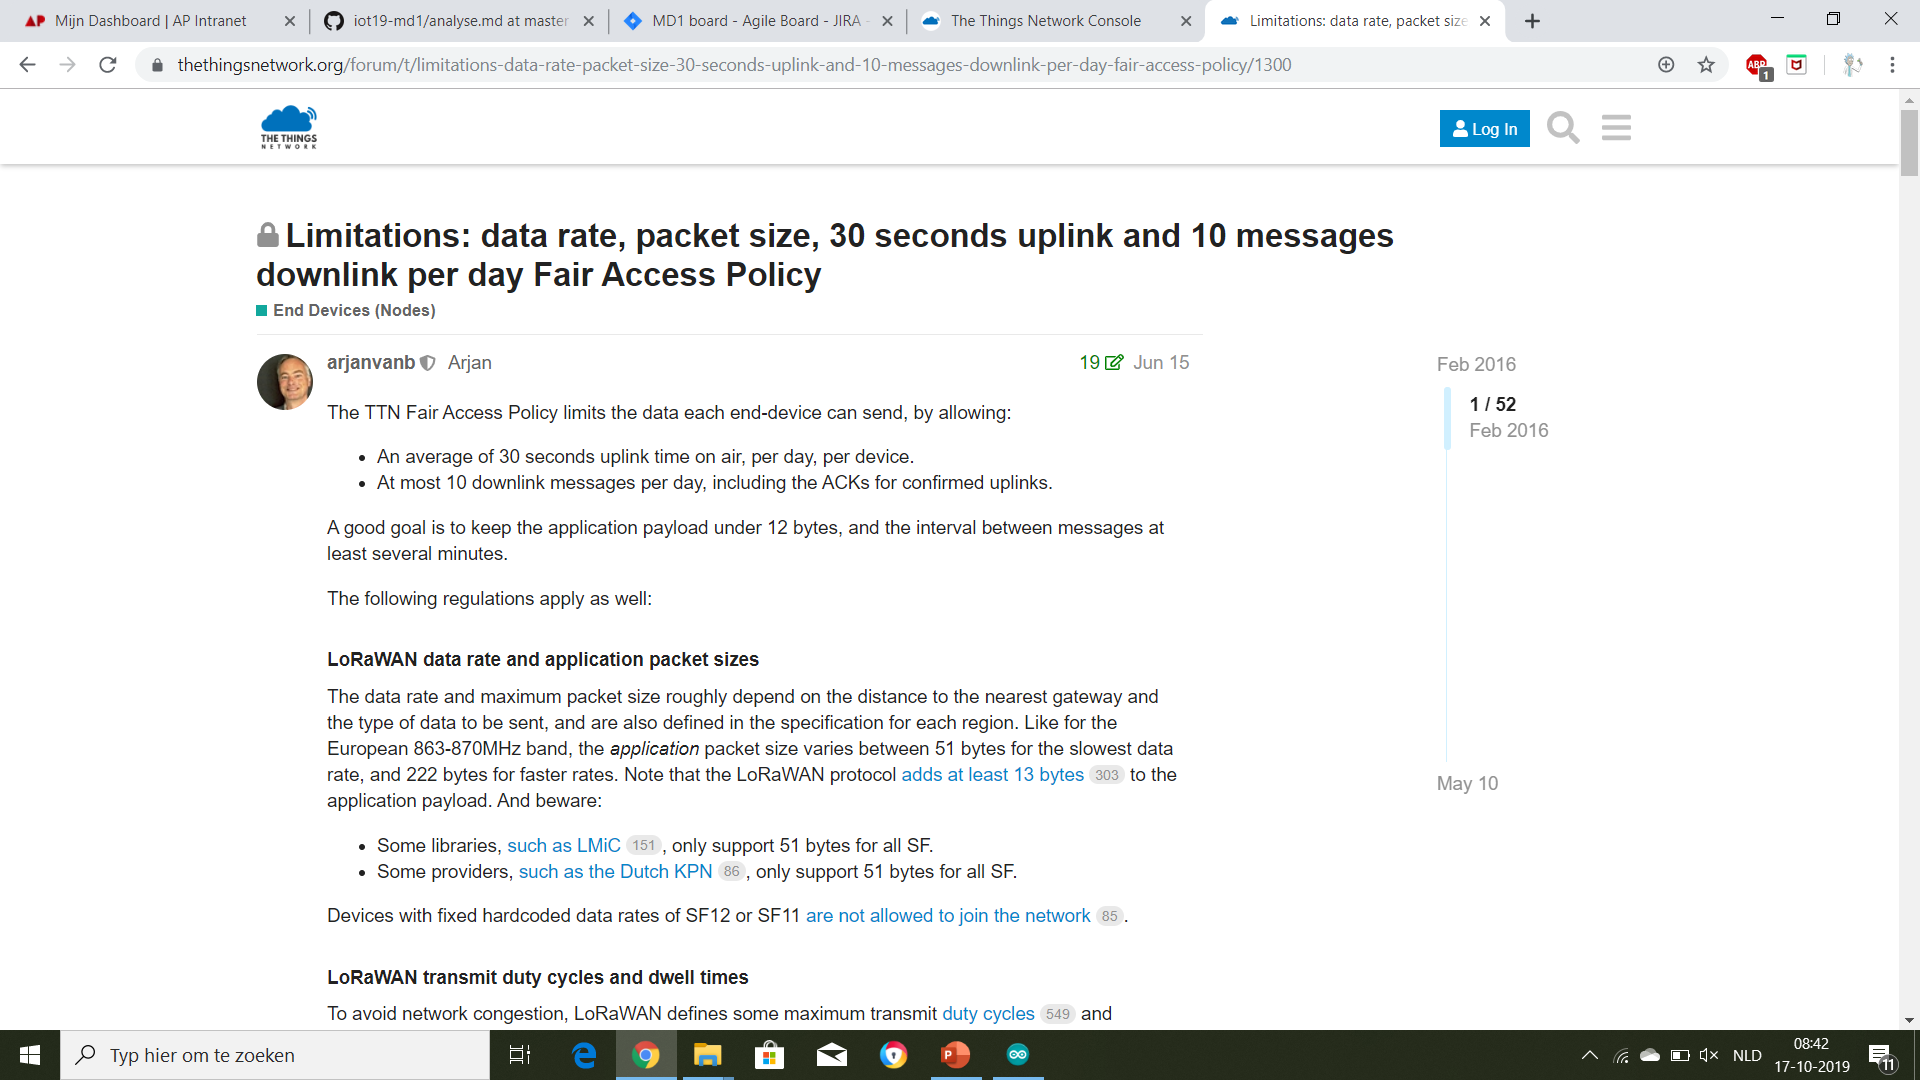 Mijn Dashboard | AP Intranet
iot19-md1/analyse.md at master
MD1 board - Agile Board - JIRA -
The Things Network Console
Limitations: data rate, packet size
thethingsnetwork.org/forum/t/limitations-data-rate-packet-size-30-seconds-uplink-and-10-messages-downlink-per-day-fair-access-policy/1300
ABP
1
THE THINGS
NETWORK
Log In
Limitations: data rate, packet size, 30 seconds uplink and 10 messages
downlink per day Fair Access Policy
End Devices (Nodes)
arjanvanb Arjan
19 Jun 15
The TTN Fair Access Policy limits the data each end-device can send, by allowing:
• An average of 30 seconds uplink time on air, per day, per device.
• At most 10 downlink messages per day, including the ACKs for confirmed uplinks.
A good goal is to keep the application payload under 12 bytes, and the interval between messages at
least several minutes.
The following regulations apply as well:
LoRaWAN data rate and application packet sizes
The data rate and maximum packet size roughly depend on the distance to the nearest gateway and
the type of data to be sent, and are also defined in the specification for each region. Like for the
European 863-870MHz band, the application packet size varies between 51 bytes for the slowest data
rate, and 222 bytes for faster rates. Note that the LoRaWAN protocol adds at least 13 bytes 303 to the
application payload. And beware:
• Some libraries, such as LMiC 151, only support 51 bytes for all SF.
• Some providers, such as the Dutch KPN 86, only support 51 bytes for all SF.
Devices with fixed hardcoded data rates of SF12 or SF11 are not allowed to join the network 85.
LoRaWAN transmit duty cycles and dwell times
To avoid network congestion, LoRaWAN defines some maximum transmit duty cycles 549 and
Feb 2016
1 / 52
Feb 2016
May 10
Typ hier om te zoeken
NLD
08:42
17-10-2019
11